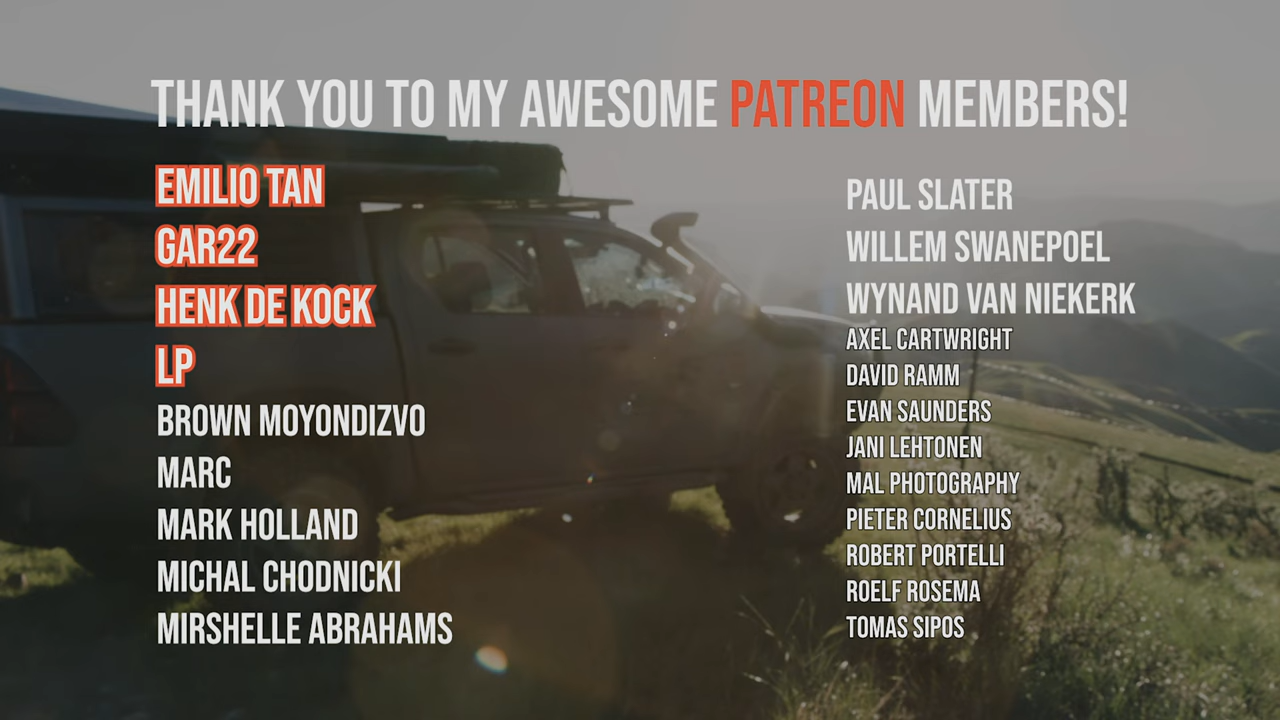 THANK YOU TO MY AWESOME PATREON MEMBERS!
EMILIO TAN
GAR22
HENK DE KOCK
LP
BROWN MOYONDIZVO
MARC
MARK HOLLAND
MICHAL CHODNICKI
MIRSHELLE ABRAHAMS
PAUL SLATER
WILLEM SWANEPOEL
WYNAND VAN NIEKERK
AXEL CARTWRIGHT
DAVID RAMM
EVAN SAUNDERS
JANI LEHTONEN
MAL PHOTOGRAPHY
PIETER CORNELIUS
ROBERT PORTELLI
ROELF ROSEMA
TOMAS SIPOS